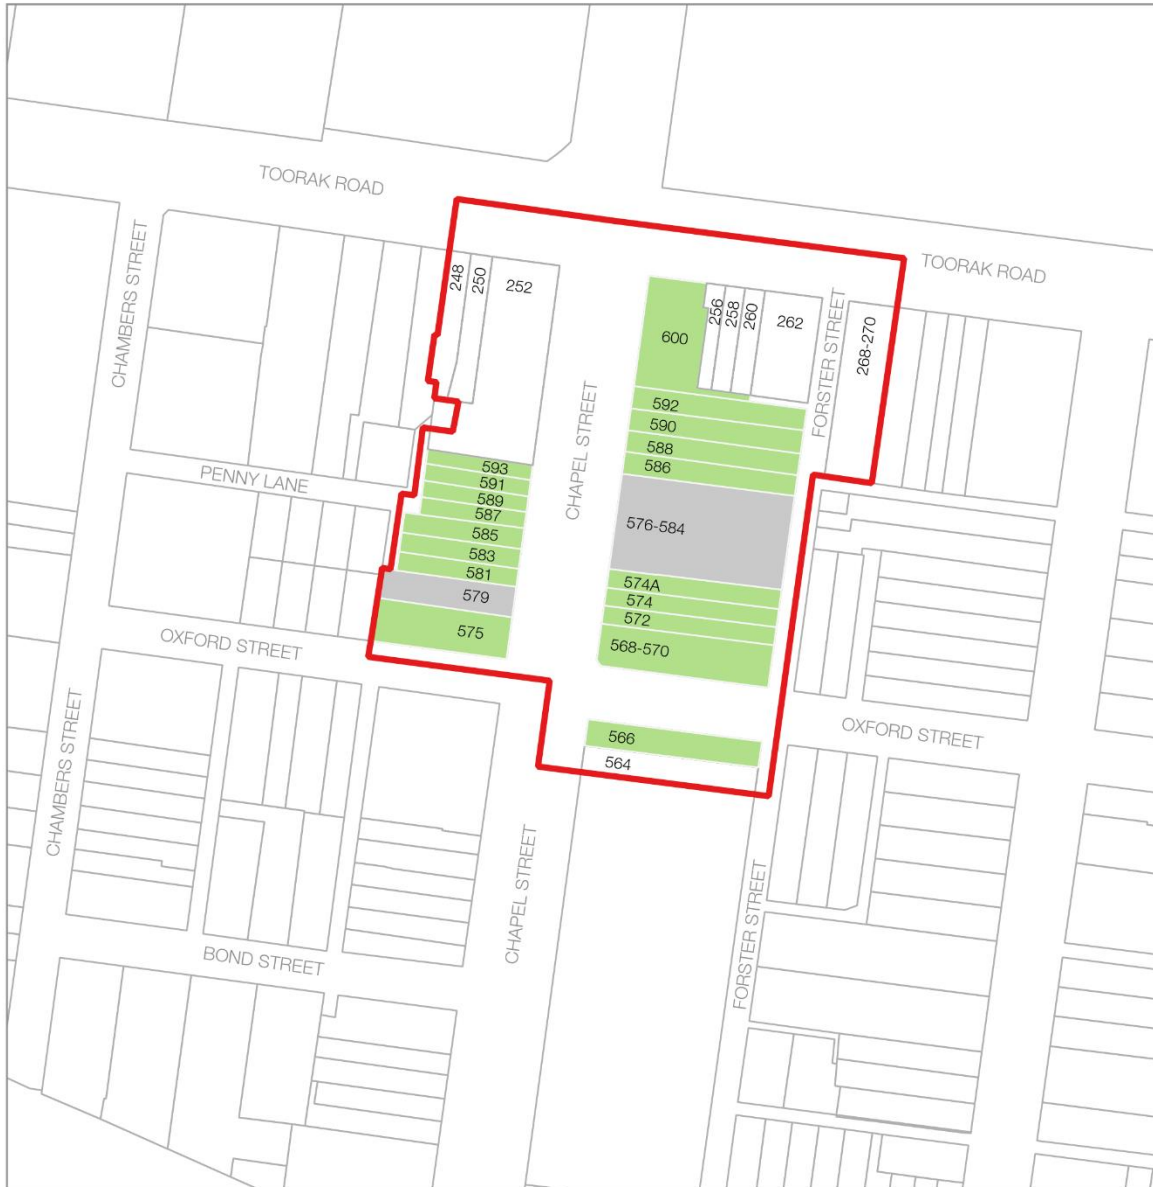 TOORAK ROAD
TOORAK ROAD
CHAMBERS STREET
248
250
252
256
258
260
262
FORSTER STREET
268-270
600
592
590
588
586
CHAPEL STREET
593
591
589
587
585
583
581
579
575
PENNY LANE
576-584
574A
574
572
568-570
OXFORD STREET
OXFORD STREET
566
564
CHAMBERS STREET
CHAPEL STREET
FORSTER STREET
BOND STREET